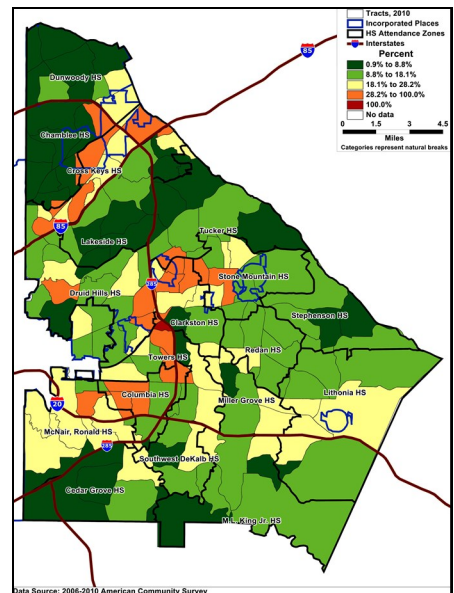 Tracts, 2010
Incorporated Places
HS Attendance Zones
Interstates
Percent
0.9% to 8.8%
8.8% to 18.1%
18.1% to 28.2%
28.2% to 100.0%
100.0%
No data
0 1.5 3 4.5
Miles
Categories represent natural breaks
85
Dunwoody HS
Chamblee HS
Cross Keys HS
85
Lakeside HS
Tucker HS
Stone Mountain HS
285
Druid Hills HS
Clarkston HS
Stephenson HS
Towers HS
Redan HS
Columbia HS
Miller Grove HS
Lithonia HS
20
McNair, Ronald HS
285
Southwest DeKalb HS
Cedar Grove HS
M.L. King Jr. HS
Data Source: 2006-2010 American Community Survey